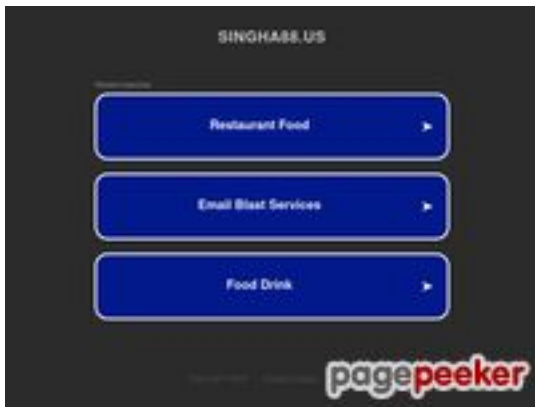 SINGHA88.US
Restaurant Food
Email Blast Services
Food Drink
pagepeeker